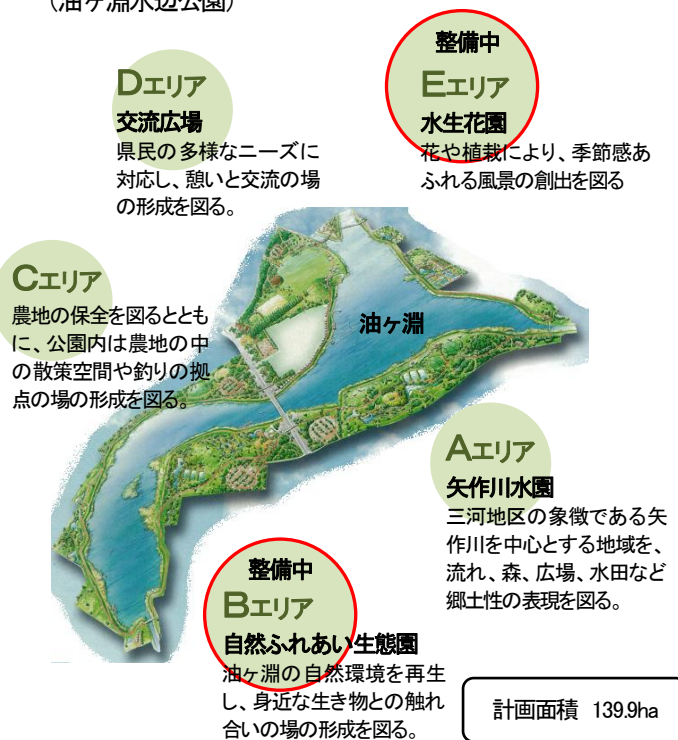 (油ヶ淵水辺公園)
整備中
Eエリア
水生花園
花や植栽により、季節感あ
ふれる風景の創出を図る
Dエリア
交流広場
県民の多様なニーズに
対応し、憩いと交流の場
の形成を図る。
Cエリア
農地の保全を図るととも
に、公園内は農地の中
の散策空間や釣りの拠
点の場の形成を図る。
油ヶ淵
Aエリア
矢作川水園
三河地区の象徴である矢
作川を中心とする地域を、
流れ、森、広場、水田など
郷土性の表現を図る。
整備中
Bエリア
自然ふれあい生態園
油ヶ淵の自然環境を再生
し、身近な生き物との触れ
合いの場の形成を図る。
計画面積 139.9ha